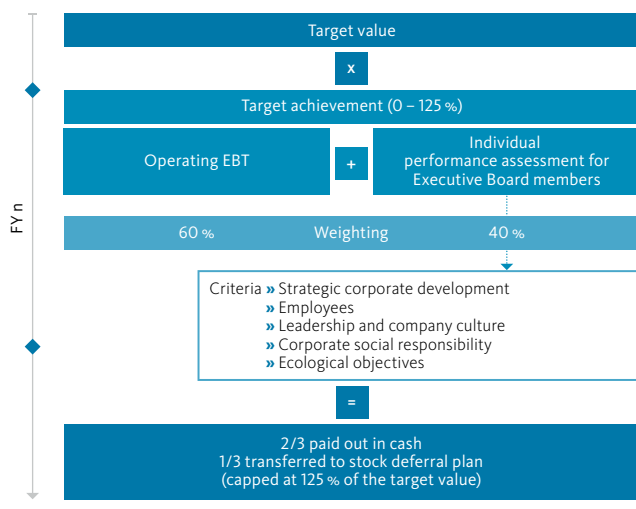 Target value
x
Target achievement (0 – 125 %)
Operating EBT
+
Individual
performance assessment for
Executive Board members
FY n
60 % Weighting 40 %
Criteria » Strategic corporate development
» Employees
» Leadership and company culture
» Corporate social responsibility
» Ecological objectives
=
2/3 paid out in cash
1/3 transferred to stock deferral plan
(capped at 125 % of the target value)